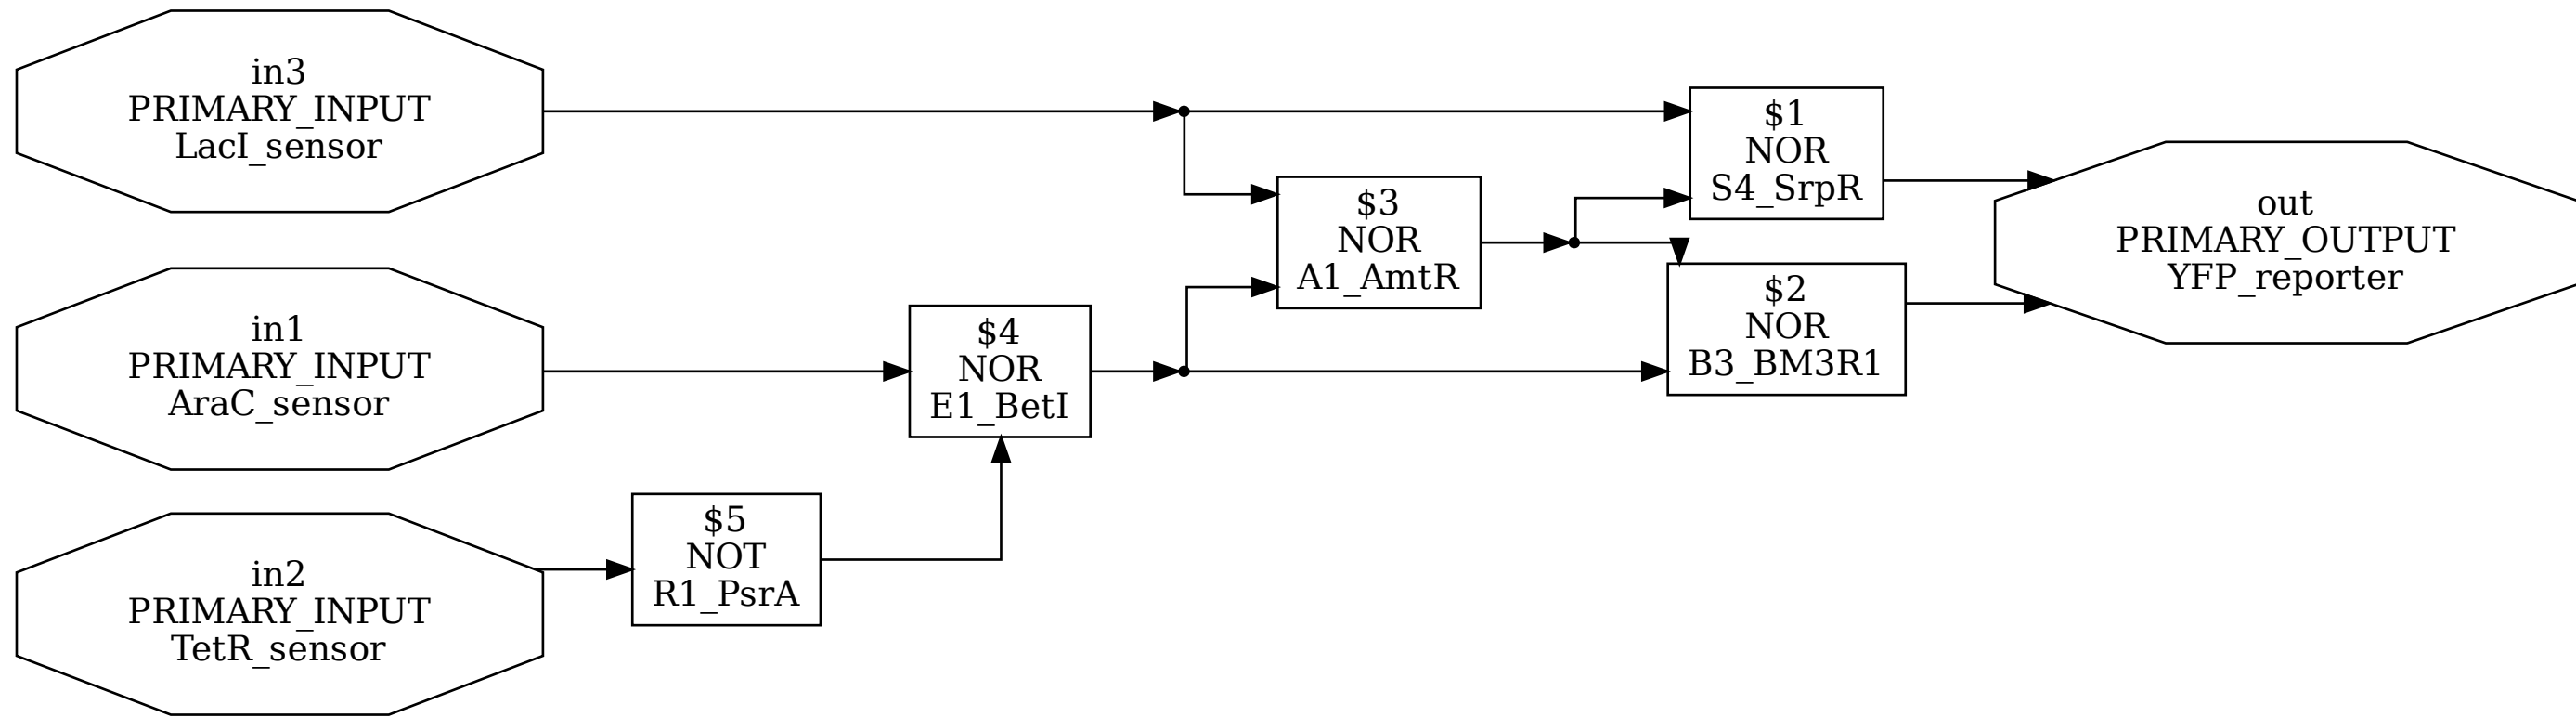 in3
PRIMARY_INPUT
LacI_sensor
in1
PRIMARY_INPUT
AraC_sensor
in2
PRIMARY_INPUT
TetR_sensor
$5
NOT
R1_PsrA
$4
NOR
E1_BetI
$3
NOR
A1_AmtR
$1
NOR
S4_SrpR
$2
NOR
B3_BM3R1
out
PRIMARY_OUTPUT
YFP_reporter